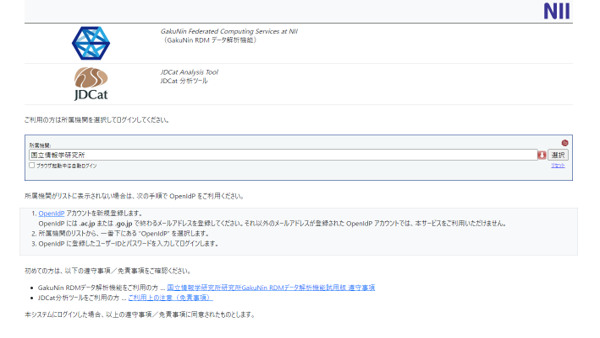 NII
GakuNin Federated Computing Services at NII
（GakuNin RDM データ解析機能）
JDCat Analysis Tool
JDCat 分析ツール
JDCat
ご利用の方は所属機関を選択してログインしてください。
所属機関:
国立情報学研究所
選択
ブラウザ起動中は自動ログイン
リセット
所属機関がリストに表示されない場合は、次の手順で OpenIdP をご利用ください。
1. OpenIdP アカウントを新規登録します。
OpenIdP には .ac.jp または .go.jp で終わるメールアドレスを登録してください。それ以外のメールアドレスが登録された OpenIdP アカウントでは、本サービスをご利用いただけません。
2. 所属機関のリストから、一番下にある "OpenIdP" を選択します。
3. OpenIdP に登録したユーザーIDとパスワードを入力してログインします。
初めての方は、以下の遵守事項／免責事項をご確認ください。
• GakuNin RDMデータ解析機能をご利用の方 ... 国立情報学研究所研究所GakuNin RDMデータ解析機能試用版 遵守事項
• JDCat分析ツールをご利用の方 ... ご利用上の注意（免責事項）
本システムにログインした場合、以上の遵守事項／免責事項に同意されたものとします。